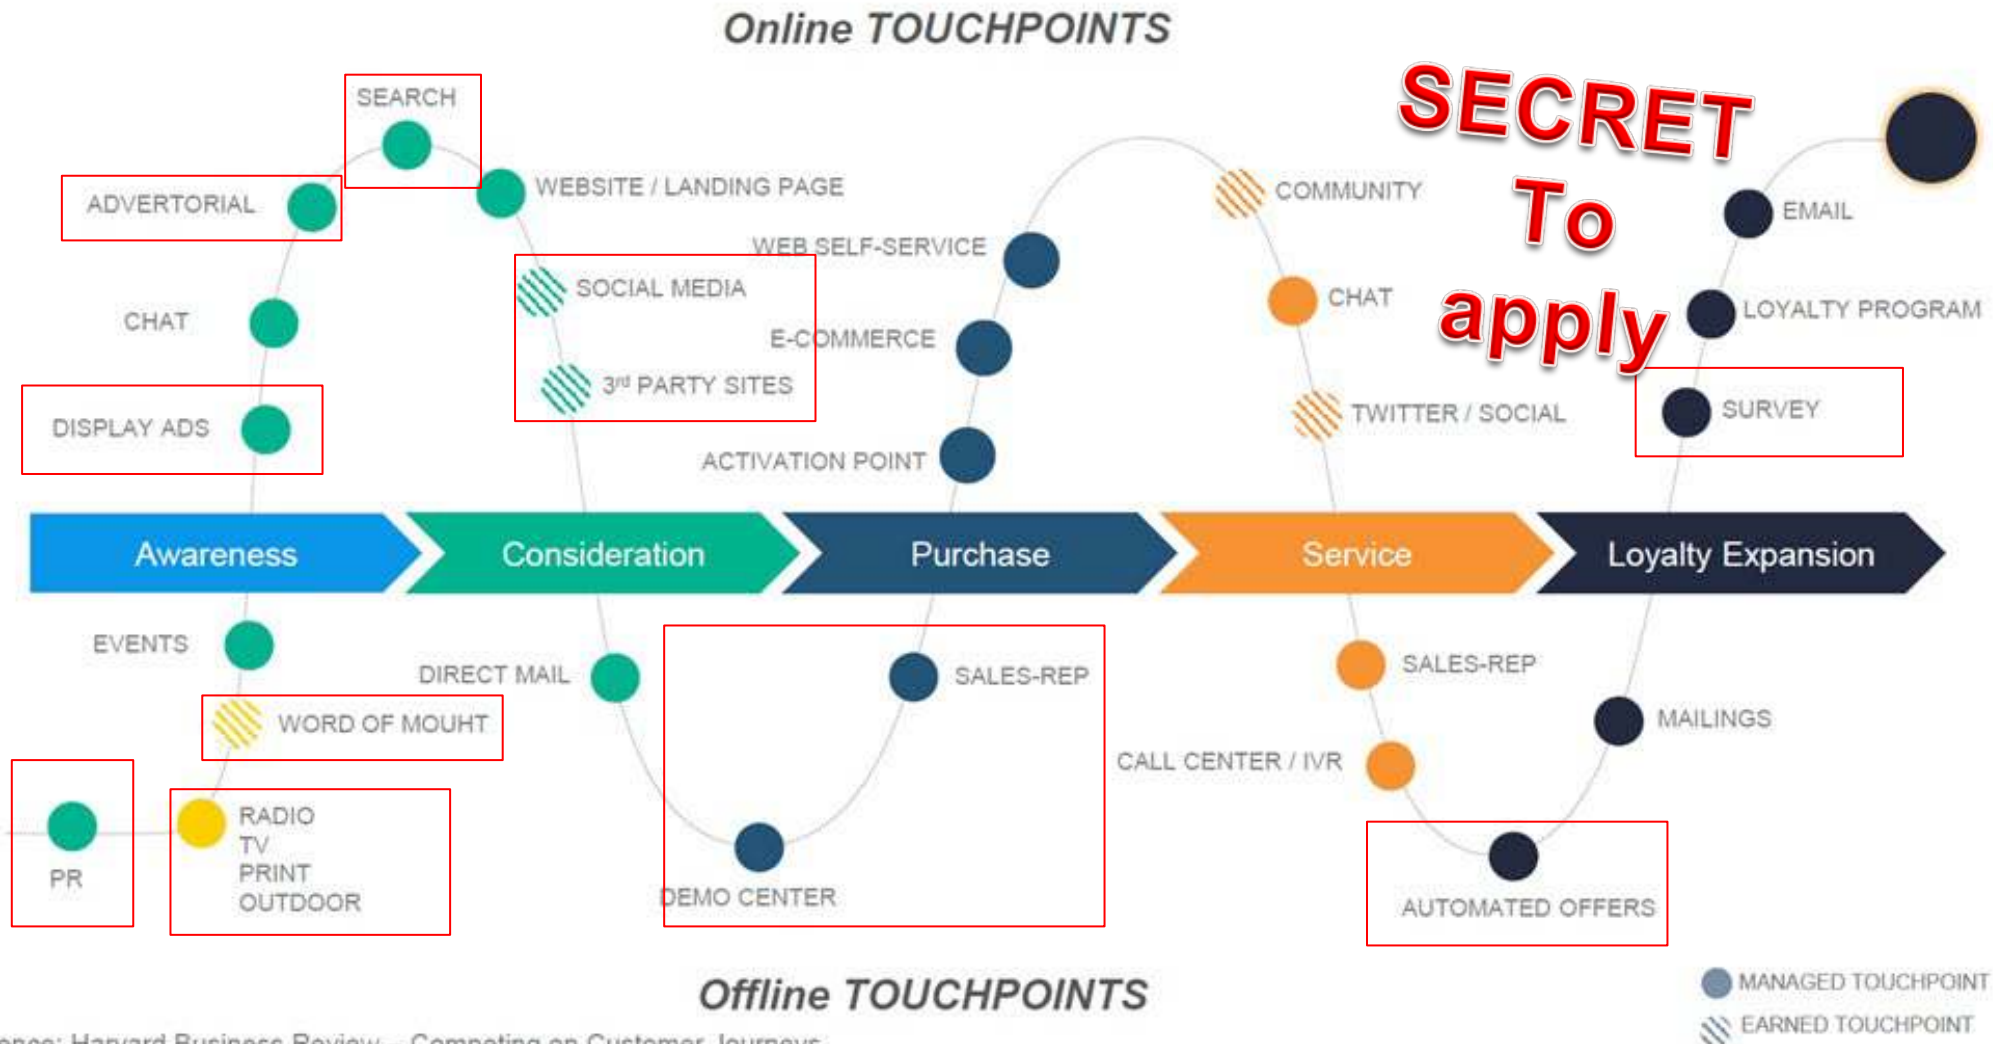 Online TOUCHPOINTS
SECRET
To
apply
SEARCH
ADVERTORIAL
WEBSITE / LANDING PAGE
COMMUNITY
EMAIL
WEB SELF-SERVICE
SOCIAL MEDIA
CHAT
CHAT
LOYALTY PROGRAM
E-COMMERCE
3rd PARTY SITES
DISPLAY ADS
TWITTER / SOCIAL
SURVEY
ACTIVATION POINT
Awareness
Consideration
Purchase
Service
Loyalty Expansion
EVENTS
DIRECT MAIL
SALES-REP
SALES-REP
WORD OF MOUHT
MAILINGS
CALL CENTER / IVR
RADIO
TV
PRINT
OUTDOOR
PR
DEMO CENTER
AUTOMATED OFFERS
Offline TOUCHPOINTS
MANAGED TOUCHPOINT
EARNED TOUCHPOINT
Harvard Business Review - Competing on Customer Journeys